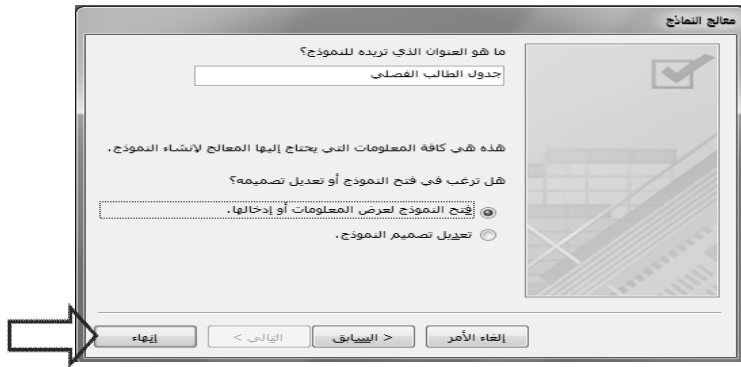 معالج النماذج
ما هو العنوان الذي تريده للنموذج؟
جدول الطالب الفصلي
هذه هي كافة المعلومات التي يحتاج إليها المعالج لإنشاء النموذج.
هل ترغب في فتح النموذج أو تعديل تصميمه؟
فتح النموذج لعرض المعلومات أو إدخالها.
تعديل تصميم النموذج.
إلغاء الأمر
< السابق
التالي >
إنهاء